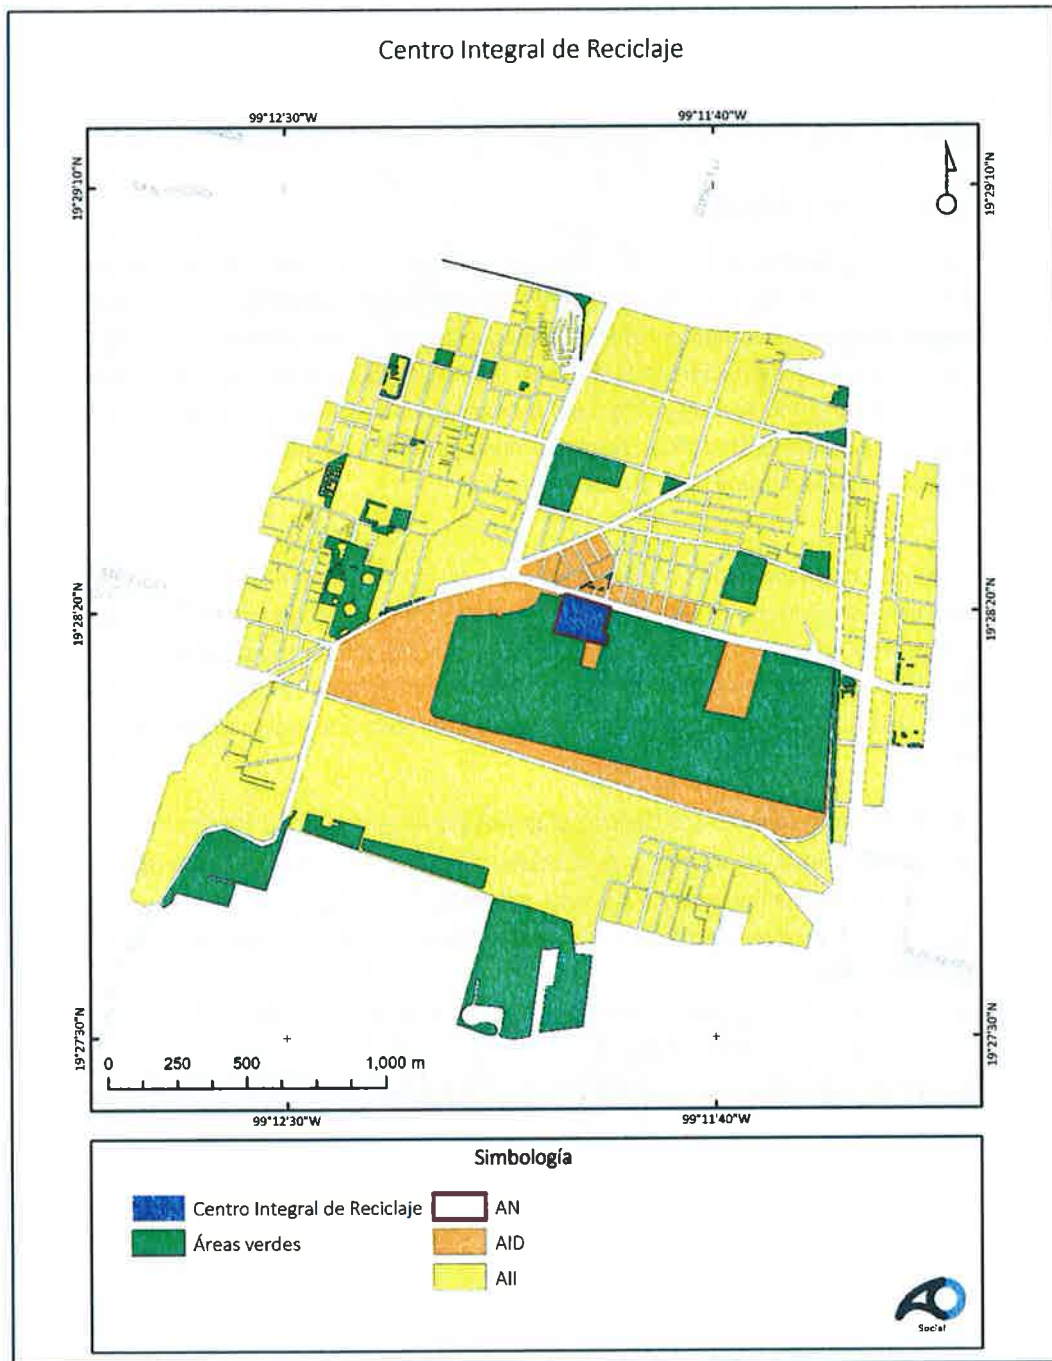 Centro Integral de Reciclaje
99°12'30"W
99°11'40"W
19°29'10"N
19°29'10"N
19°28'20"N
19°28'20"N
19°27'30"N
19°27'30"N
0 250 500 1,000 m
99°12'30"W
99°11'40"W
Simbología
Centro Integral de Reciclaje
AN
Áreas verdes
AID
AII
Social